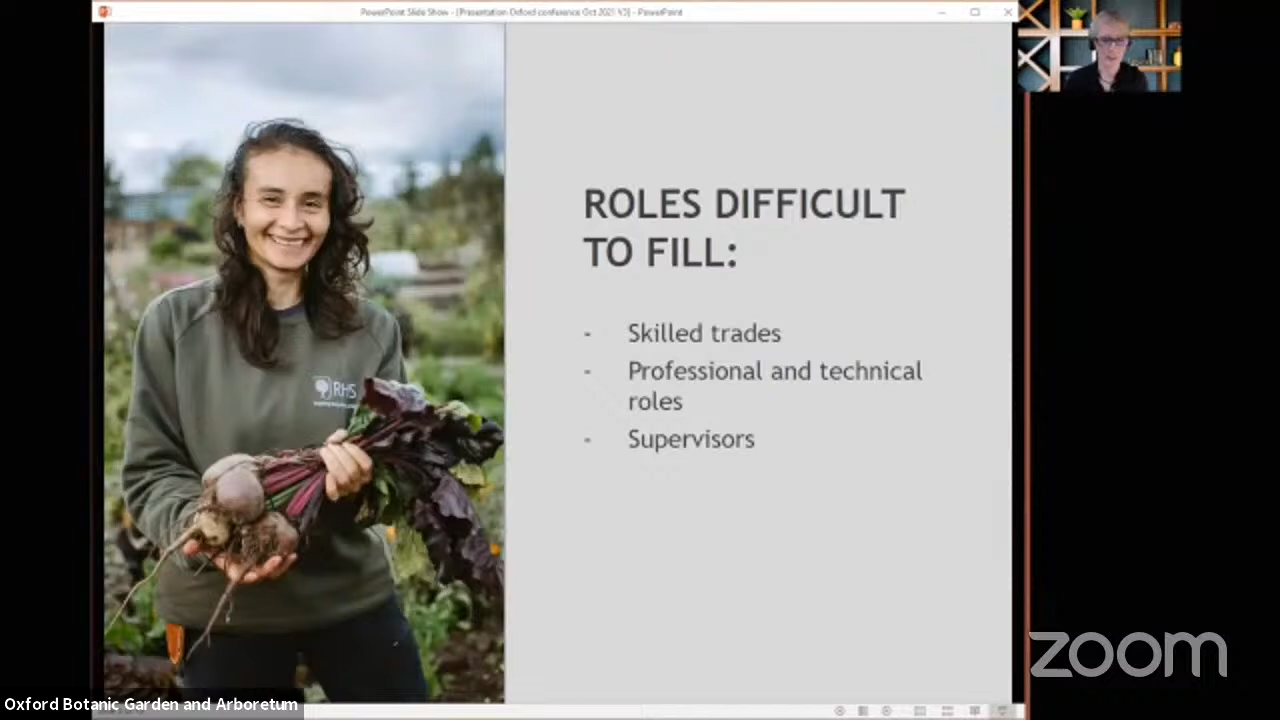 PowerPoint Slide Show - [Presentation Oxford conference Oct 2021 V3] - PowerPoint
ROLES DIFFICULT
TO FILL:
- Skilled trades
- Professional and technical
roles
- Supervisors
RHS
zoom
Oxford Botanic Garden and Arboretum